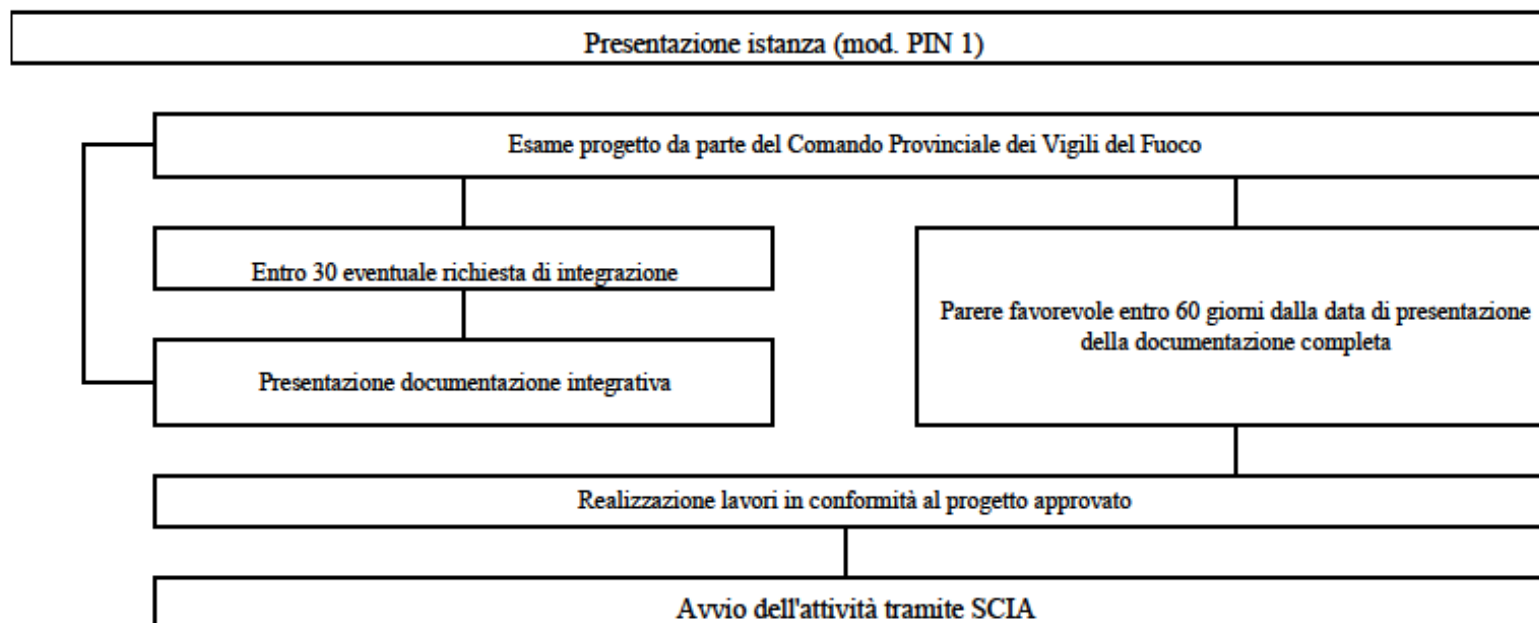 Presentazione istanza (mod. PIN 1)
Esame progetto da parte del Comando Provinciale dei Vigili del Fuoco
Entro 30 eventuale richiesta di integrazione
Presentazione documentazione integrativa
Parere favorevole entro 60 giorni dalla data di presentazione
della documentazione completa
Realizzazione lavori in conformità al progetto approvato
Avvio dell'attività tramite SCIA